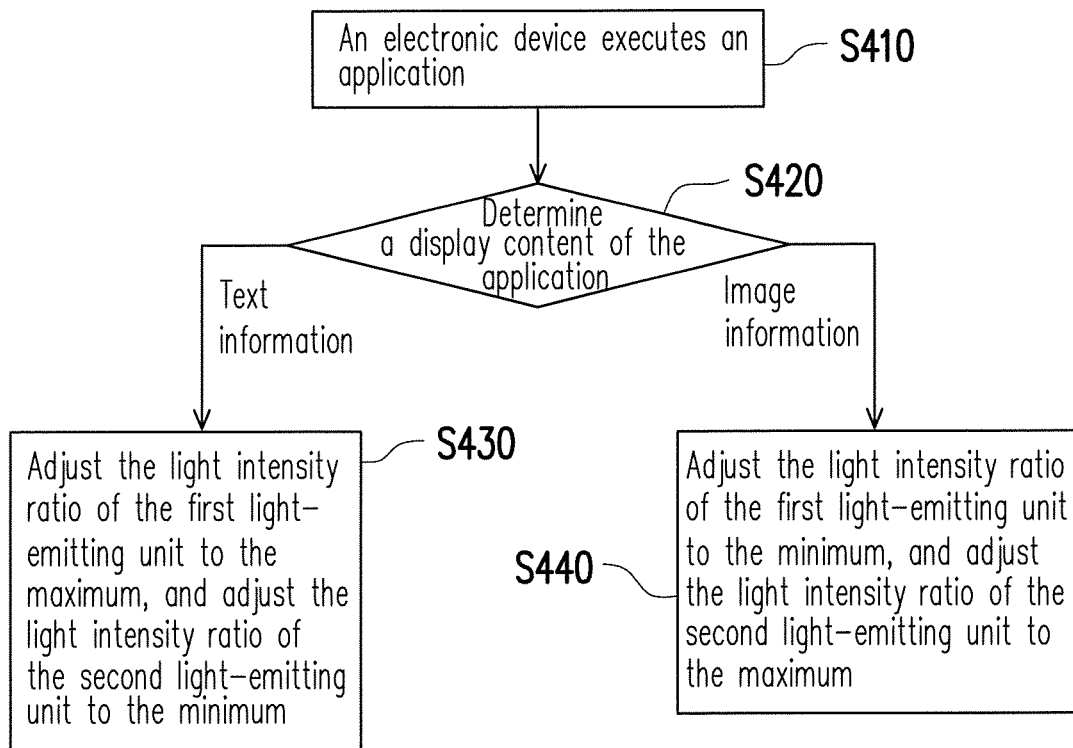 An electronic device executes an
application
S410
S420
Determine
a display content of the
application
Text
information
Image
information
S430
Adjust the light intensity
ratio of the first light-
emitting unit to the
maximum, and adjust the
light intensity ratio of
the second light-emitting
unit to the minimum
S440
Adjust the light intensity
ratio of the first light-emitting unit
to the minimum, and adjust
the light intensity ratio of the
second light-emitting unit to
the maximum